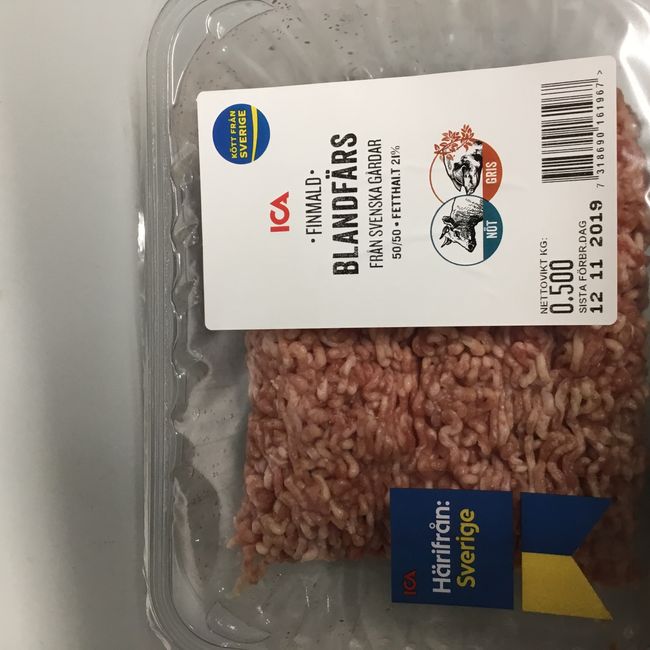 KÖTT FRÅN
SVERIGE
ICA
• FINMALD •
BLANDFÄRS
FRÅN SVENSKA GÅRDAR
50/50 • FETTHALT 21%
NÖT
GRIS
NETTOVIKT KG:
0.500
SISTA FÖRBR.DAG
12 11 2019
7 318690 161967 >
ICA
Härifrån:
Sverige